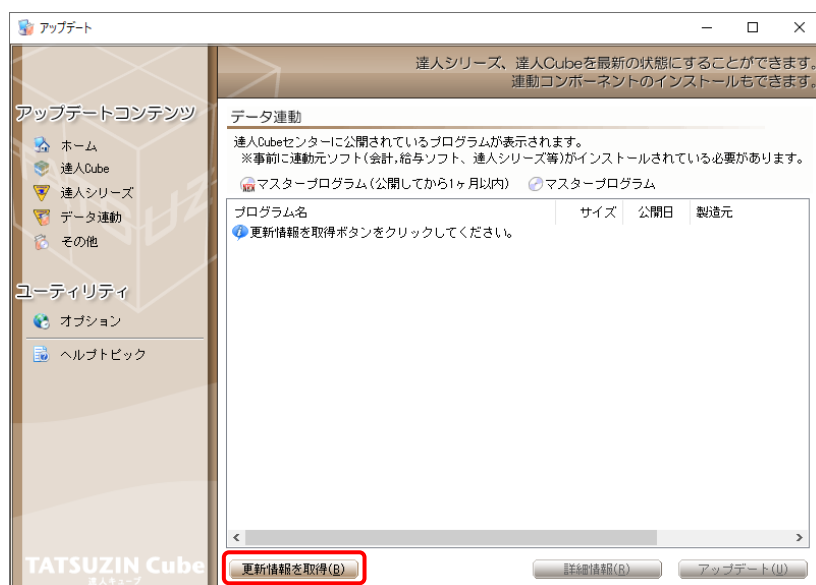 アップデート
達人シリーズ、達人Cubeを最新の状態にすることができます。
連動コンポーネントのインストールもできます。
アップデートコンテンツ
ホーム
達人Cube
達人シリーズ
データ連動
その他
ユーティリティ
オプション
ヘルプトピック
TATSUZIN Cube
達人キューブ
データ連動
達人Cubeセンターに公開されているプログラムが表示されます。
※事前に連動元ソフト(会計,給与ソフト、達人シリーズ等)がインストールされている必要があります。
マスタープログラム(公開してから1ヶ月以内) マスタープログラム
プログラム名 サイズ 公開日 製造元
更新情報を取得ボタンをクリックしてください。
更新情報を取得(B) 詳細情報(R) アップデート(U)